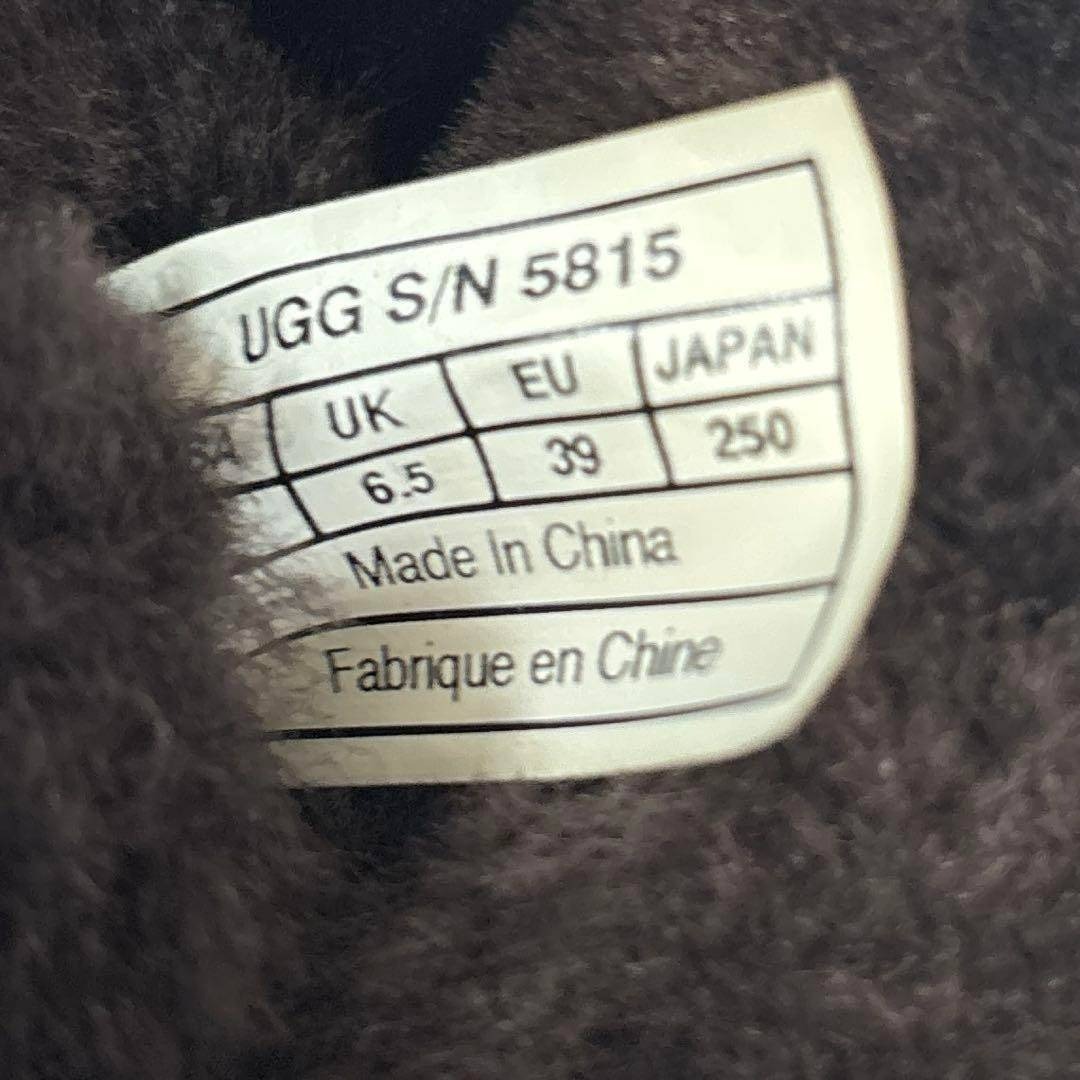 UGG S/N 5815
UK EU JAPAN
6.5 39 250
Made In China
Fabrique en Chine